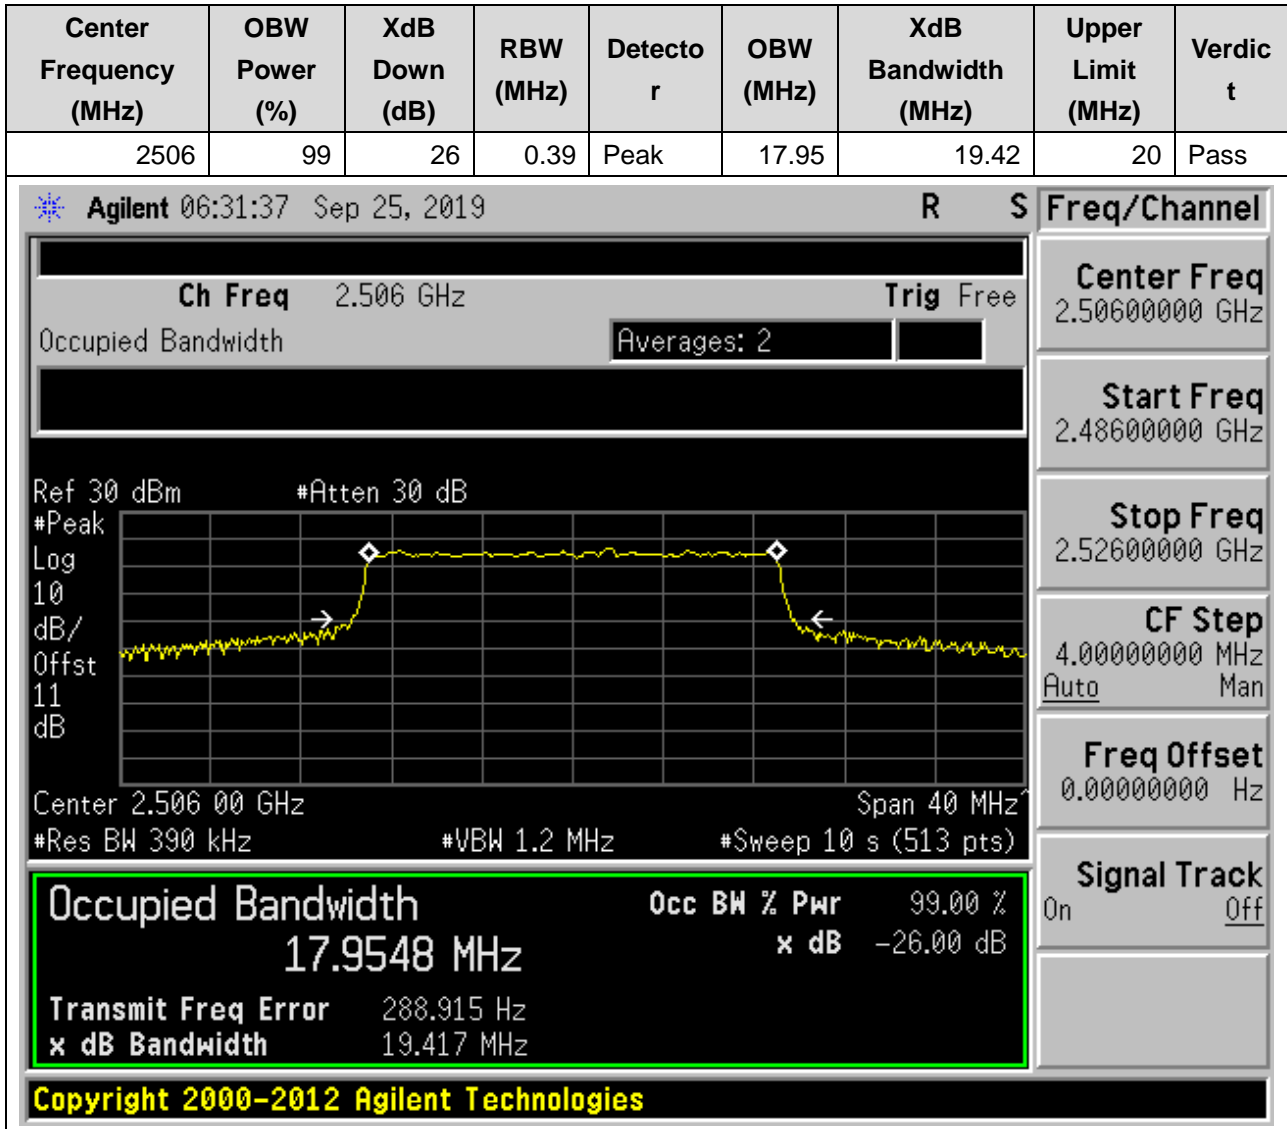 Center Frequency (MHz) OBW Power (%) XdB Down (dB) RBW (MHz) Detector OBW (MHz) XdB Bandwidth (MHz) Upper Limit (MHz) Verdict
2506 99 26 0.39 Peak 17.95 19.42 20 Pass
Agilent 06:31:37 Sep 25, 2019 R S
Ch Freq 2.506 GHz Trig Free
Occupied Bandwidth Averages: 2
Ref 30 dBm #Atten 30 dB
#Peak
Log
10
dB/
Offst
11
dB
Center 2.506 00 GHz Span 40 MHz^
#Res BW 390 kHz #VBW 1.2 MHz #Sweep 10 s (513 pts)
Occupied Bandwidth Occ BW % Pwr 99.00 %
17.9548 MHz x dB -26.00 dB
Transmit Freq Error 288.915 Hz
x dB Bandwidth 19.417 MHz
Copyright 2000-2012 Agilent Technologies
Freq/Channel
Center Freq
2.50600000 GHz
Start Freq
2.48600000 GHz
Stop Freq
2.52600000 GHz
CF Step
4.00000000 MHz
Auto Man
Freq Offset
0.00000000 Hz
Signal Track
On Off